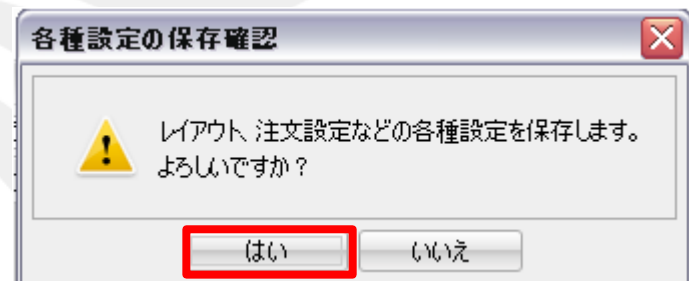 各種設定の保存確認
レイアウト、注文設定などの各種設定を保存します。
よろしいですか？
はい
いいえ